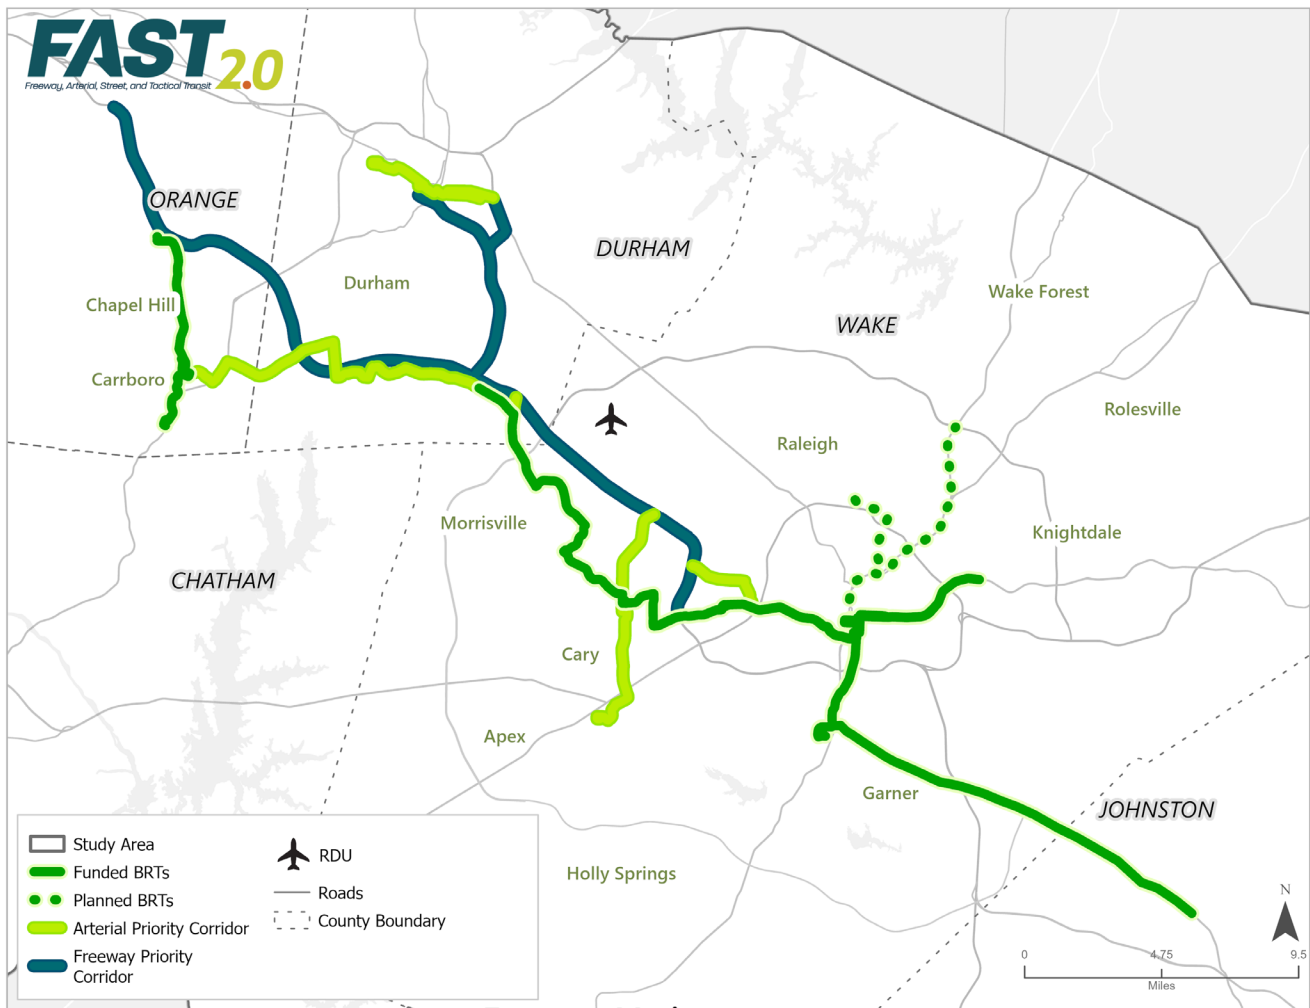 FAST 2.0
Freeway, Arterial, Street, and Tactical Transit
ORANGE
DURHAM
Durham
Chapel Hill
Wake Forest
WAKE
Carrboro
Rolesville
Raleigh
Morrisville
Knightdale
CHATHAM
Cary
Apex
Garner
JOHNSTON
Holly Springs
Study Area
Funded BRTs
Planned BRTs
Arterial Priority Corridor
Freeway Priority
Corridor
RDU
Roads
County Boundary
N
0 4.75 9.5
Miles